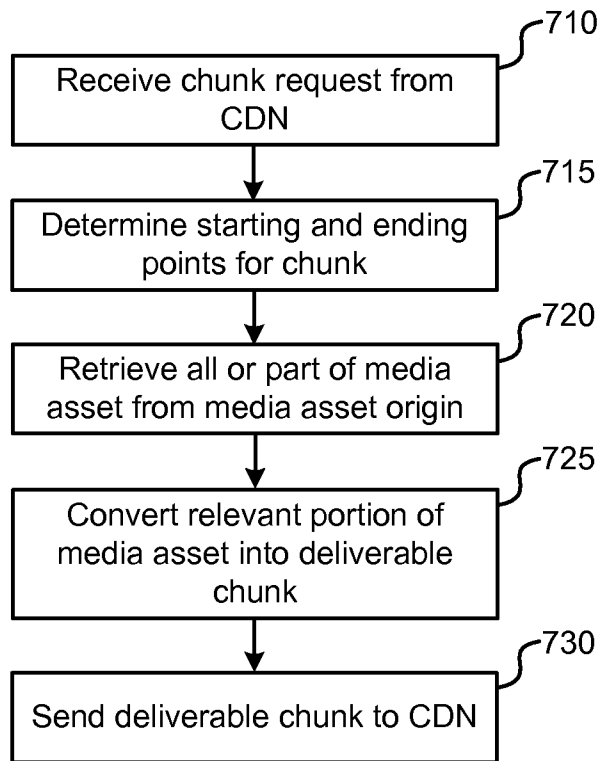 710
Receive chunk request from
CDN
715
Determine starting and ending
points for chunk
720
Retrieve all or part of media
asset from media asset origin
725
Convert relevant portion of
media asset into deliverable
chunk
730
Send deliverable chunk to CDN